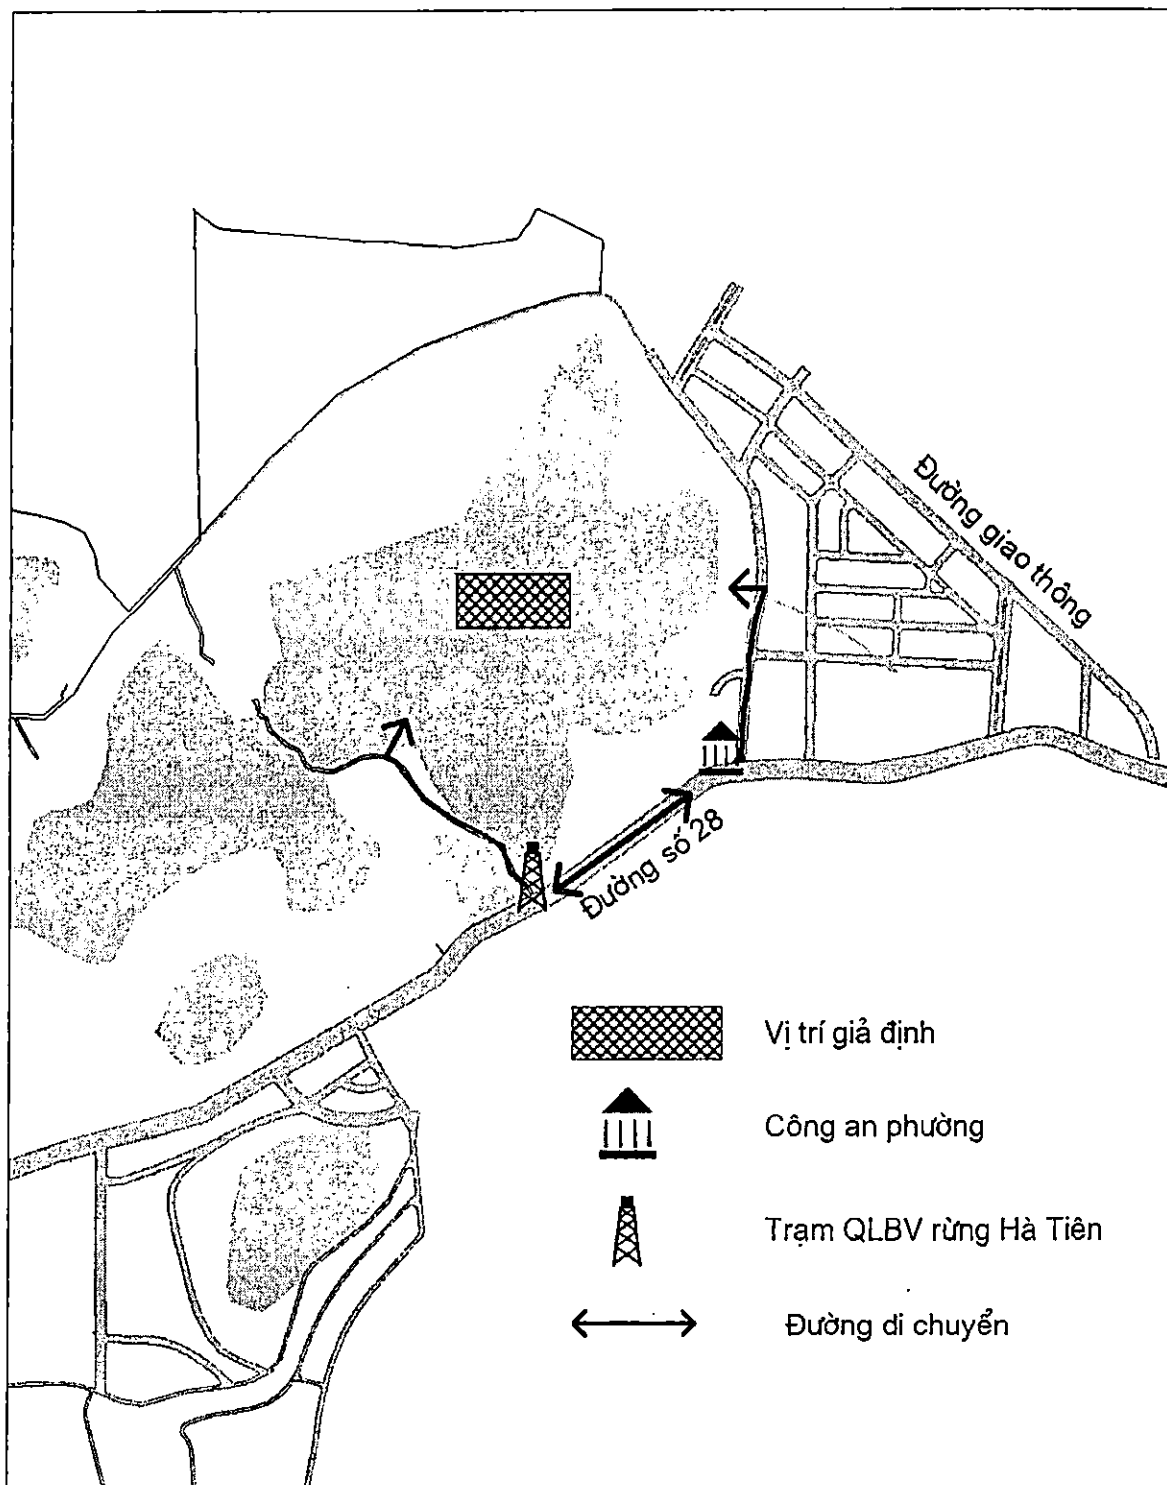 Đường giao thông
Đường số 28
Vị trí giả định
Công an phường
Trạm QLBV rừng Hà Tiên
Đường di chuyển